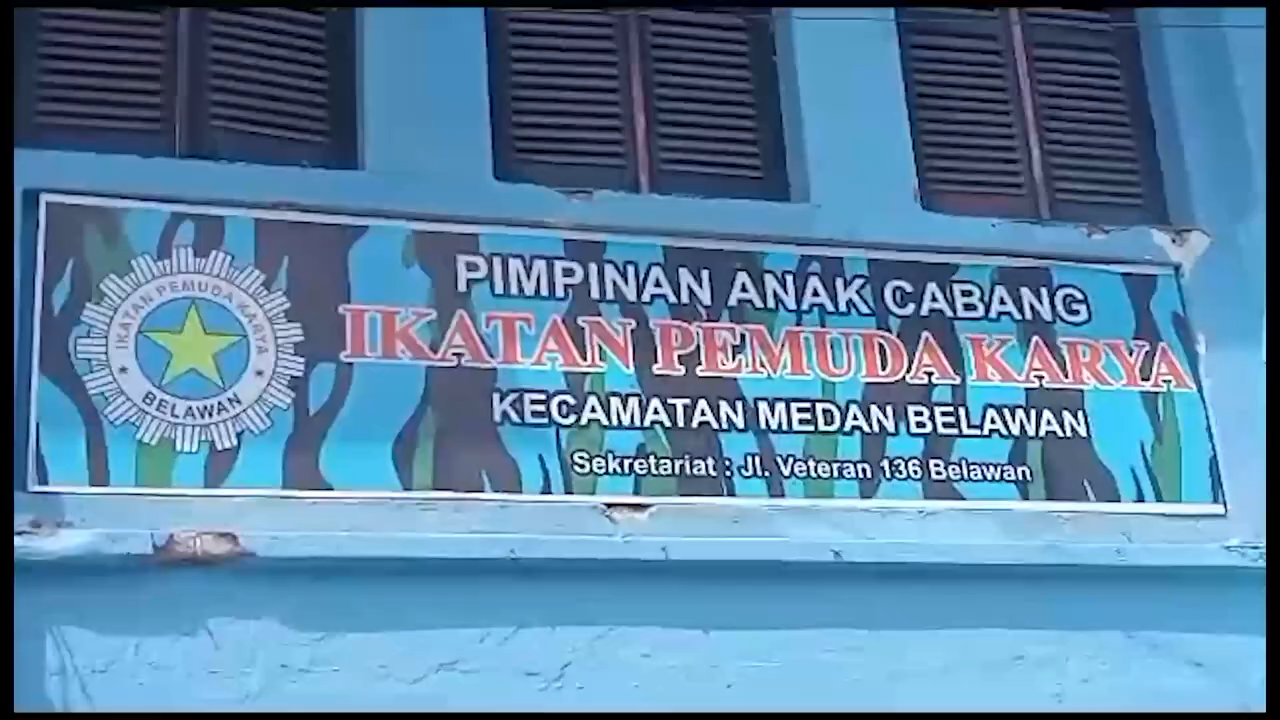 IKATAN PEMUDA KARYA
BELAWAN
PIMPINAN ANAK CABANG
IKATAN PEMUDA KARYA
KECAMATAN MEDAN BELAWAN
Sekretariat : Jl. Veteran 136 Belawan